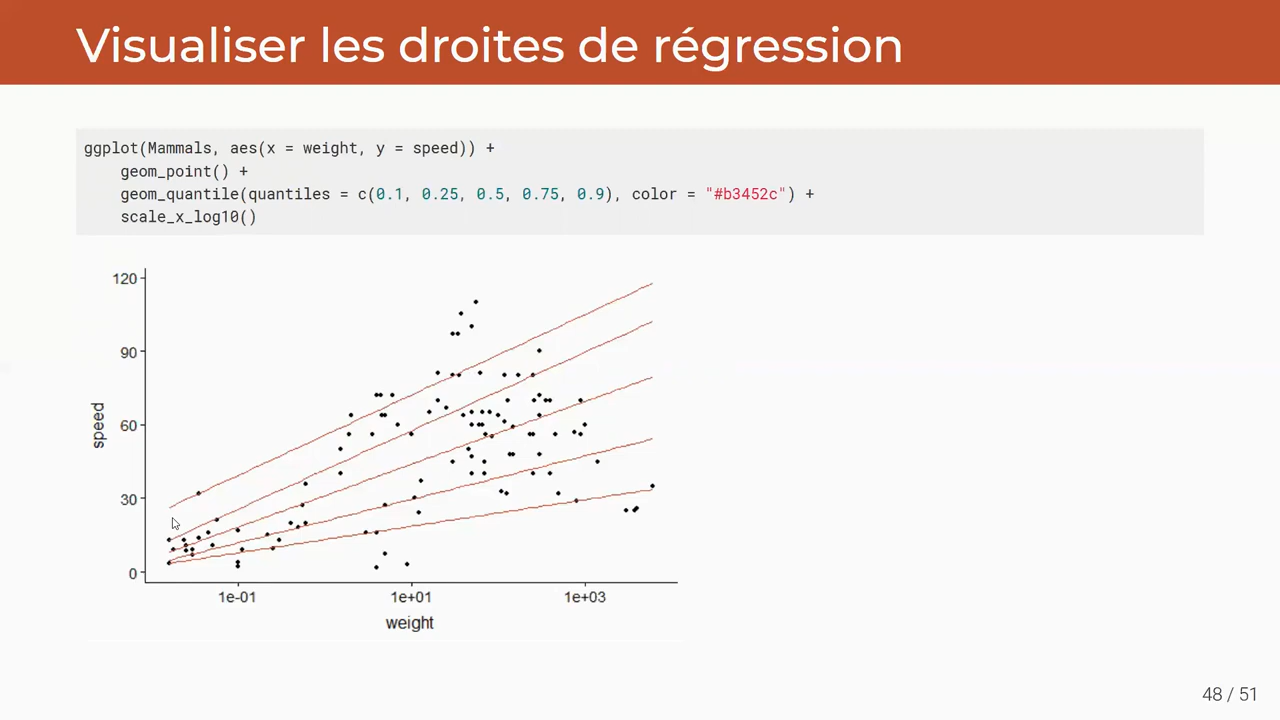 Visualiser les droites de régression
ggplot(Mammals, aes(x = weight, y = speed)) +
geom_point() +
geom_quantile(quantiles = c(0.1, 0.25, 0.5, 0.75, 0.9), color = "#b3452c") +
scale_x_log10()
120
90
60
30
0
speed
1e-01 1e+01 1e+03
weight
48 / 51